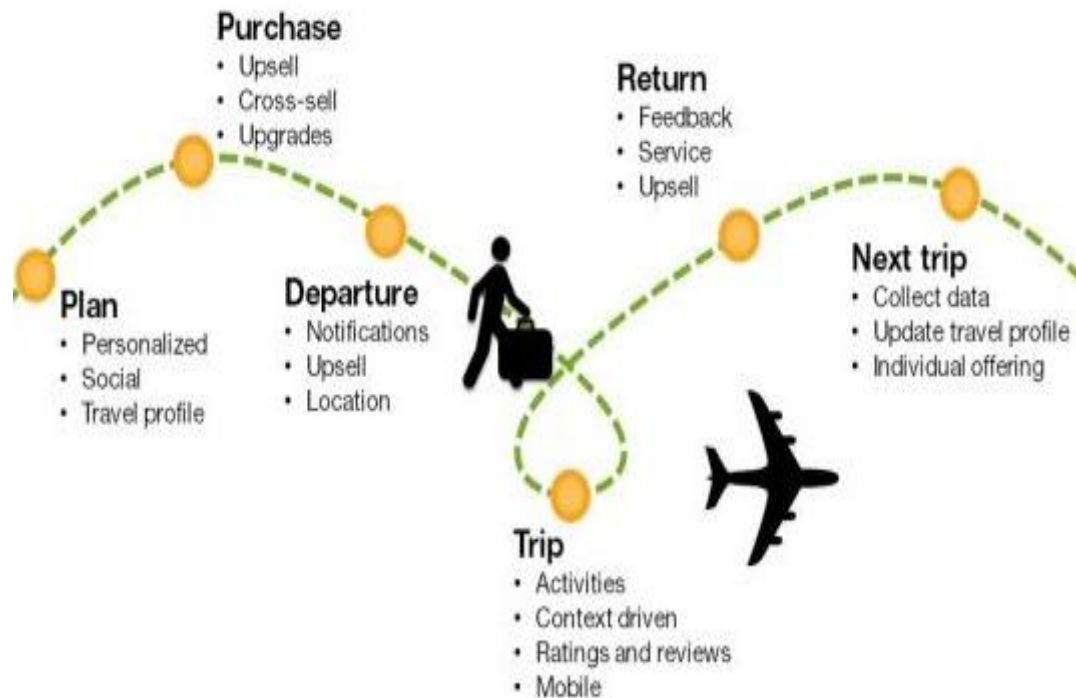 Purchase
• Upsell
• Cross-sell
• Upgrades
Plan
• Personalized
• Social
• Travel profile
Departure
• Notifications
• Upsell
• Location
Trip
• Activities
• Context driven
• Ratings and reviews
• Mobile
Return
• Feedback
• Service
• Upsell
Next trip
• Collect data
• Update travel profile
• Individual offering